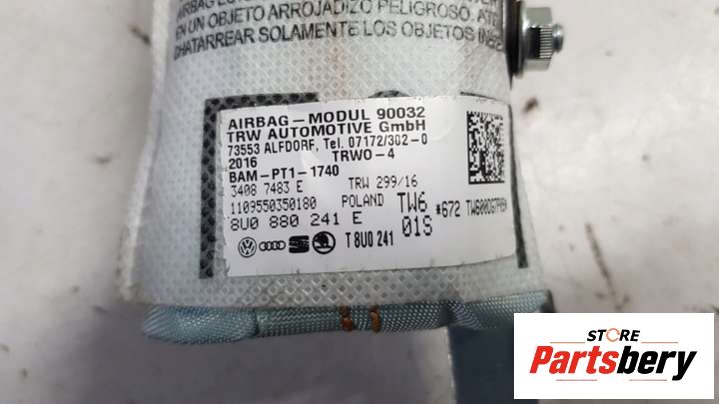 EN UN OBJETO ARROJADIZO PELIGROSO.
CHATARREAR SOLAMENTE LOS OBJETOS
AIRBAG-MODUL 90032
TRW AUTOMOTIVE GmbH
73553 ALFDORF, Tel. 07172/302-0
2016 TRWO-4
BAM-PT1-1740
3408 7483 E TRW 299/16
1109550350180 POLAND TW6 *672
8U0 880 241 E 01S
T 8U0 241
STORE
Partsbery